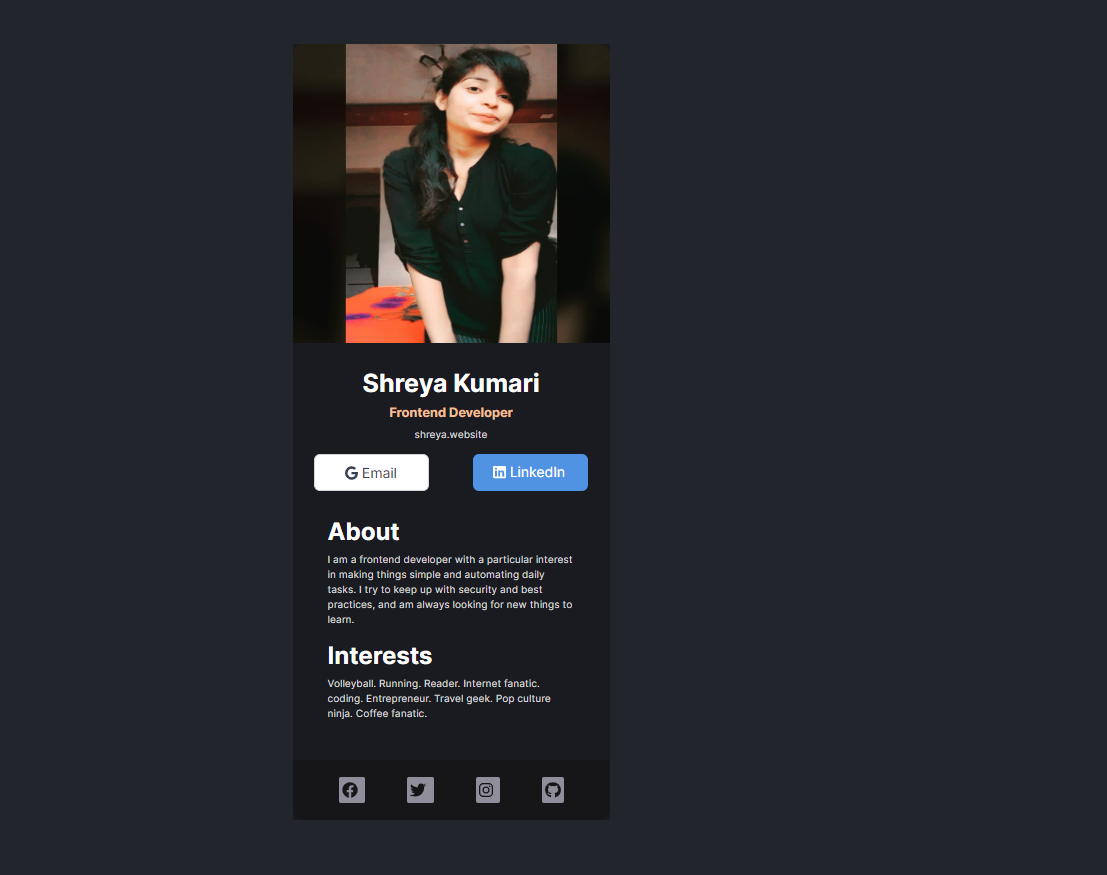 Shreya Kumari
Frontend Developer
shreya.website
Email
LinkedIn
About
I am a frontend developer with a particular interest
in making things simple and automating daily
tasks. I try to keep up with security and best
practices, and am always looking for new things to
learn.
Interests
Volleyball. Running. Reader. Internet fanatic.
coding. Entrepreneur. Travel geek. Pop culture
ninja. Coffee fanatic.